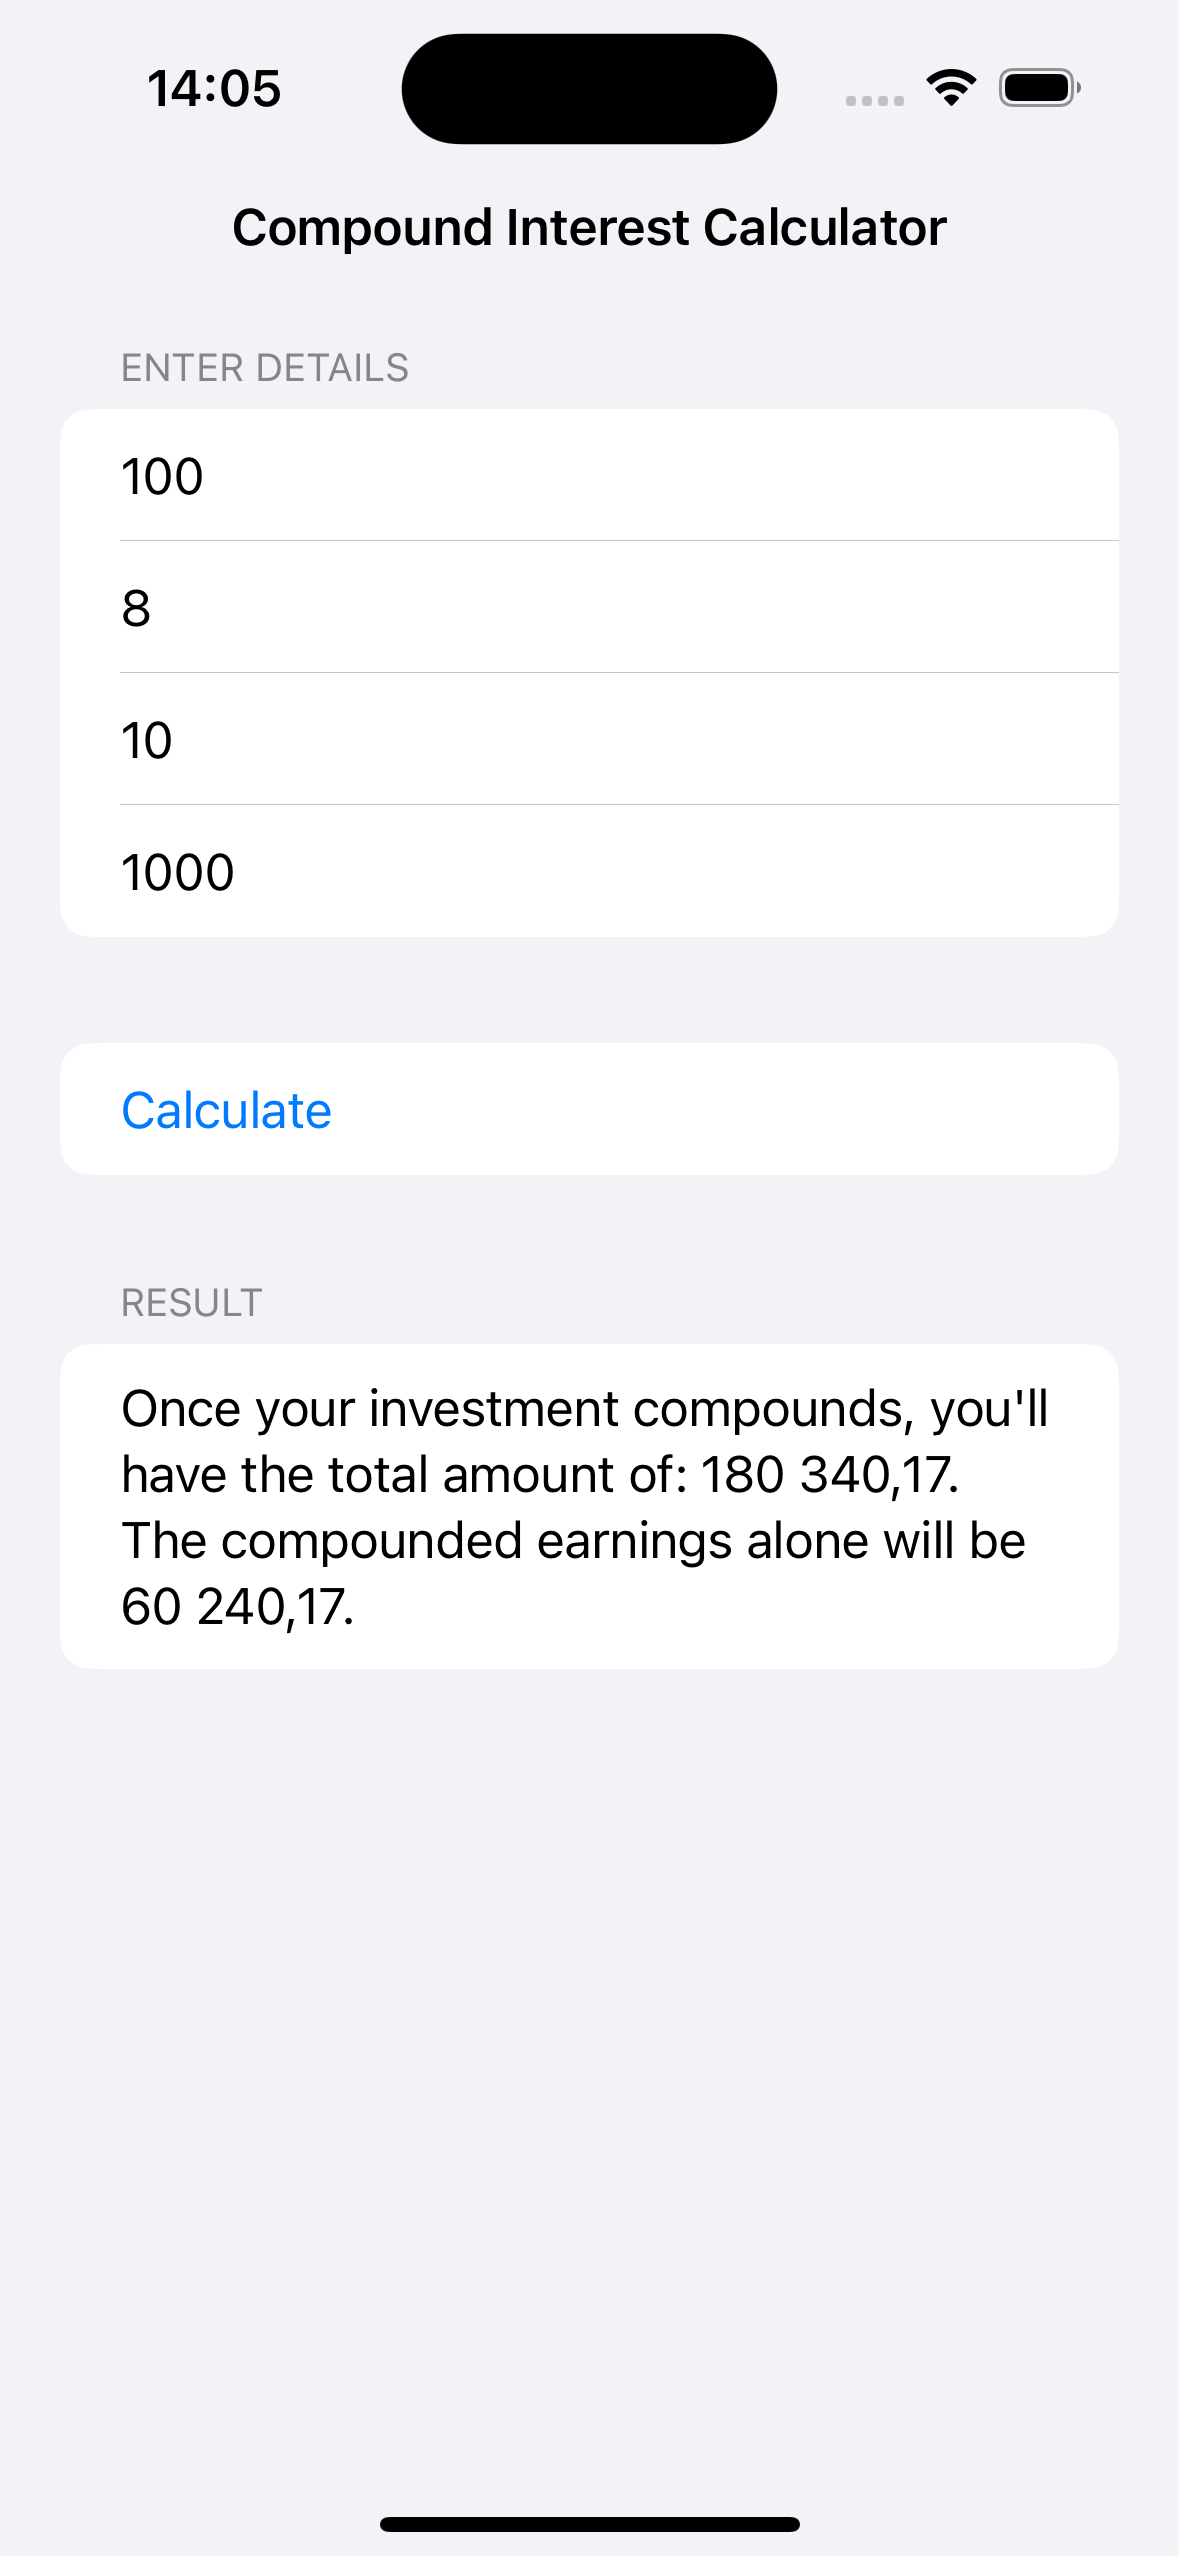 14:05
Compound Interest Calculator
ENTER DETAILS
100
8
10
1000
Calculate
RESULT
Once your investment compounds, you'll
have the total amount of: 180 340,17.
The compounded earnings alone will be
60 240,17.